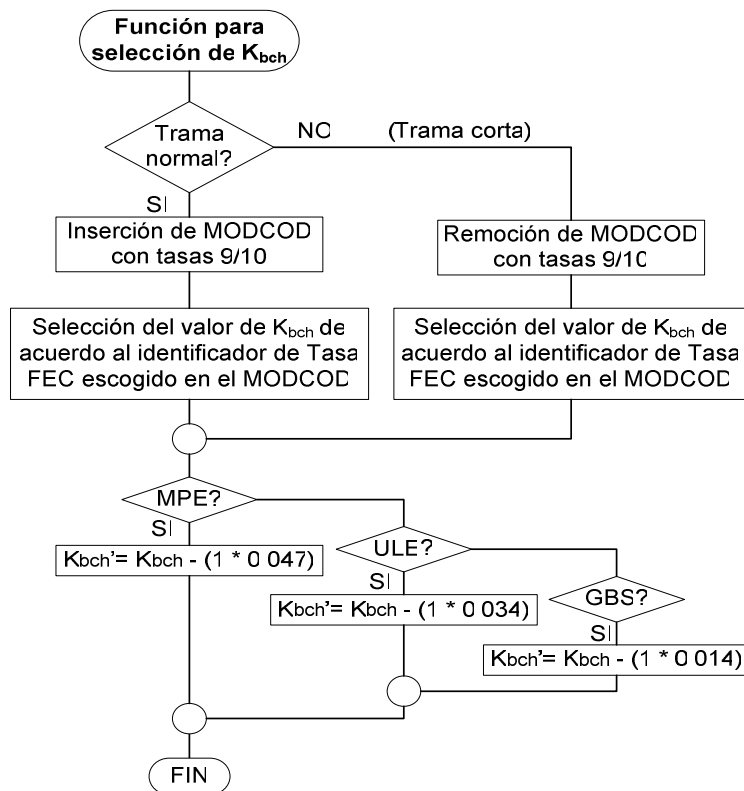 Función para
selección de Kbch
Trama
normal?
NO (Trama corta)
SI
Inserción de MODCOD
con tasas 9/10
Remoción de MODCOD
con tasas 9/10
Selección del valor de Kbch de
acuerdo al identificador de Tasa
FEC escogido en el MODCOD
Selección del valor de Kbch de
acuerdo al identificador de Tasa
FEC escogido en el MODCOD
MPE?
SI
Kbch'= Kbch - (1 * 0 047)
ULE?
SI
Kbch'= Kbch - (1 * 0 034)
GBS?
SI
Kbch'= Kbch - (1 * 0 014)
FIN